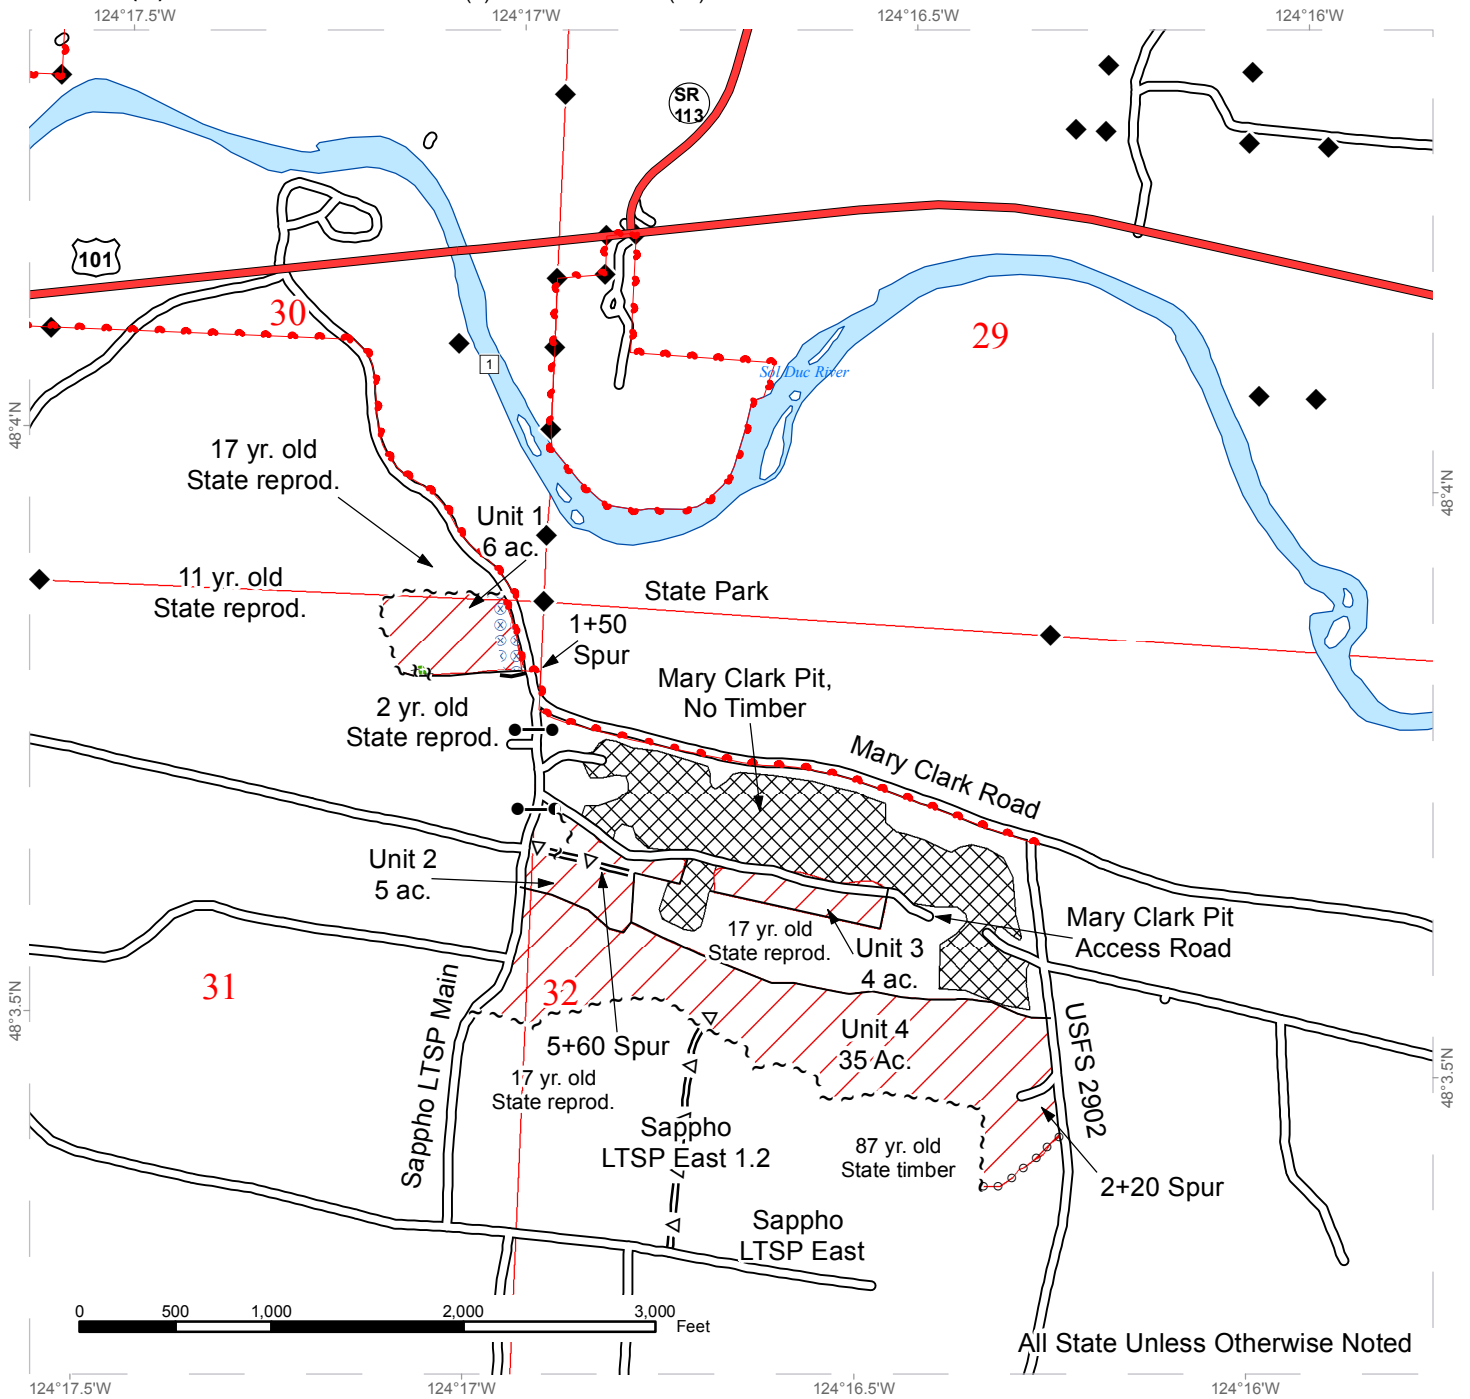 124°17.5'W
124°17'W
124°16.5'W
124°16'W
SR
113
101
30
29
1
Sol Duc River
48°4'N
48°4'N
17 yr. old
State reprod.
Unit 1
6 ac.
11 yr. old
State reprod.
State Park
1+50
Spur
Mary Clark Pit,
No Timber
2 yr. old
State reprod.
Mary Clark Road
Unit 2
5 ac.
17 yr. old
State reprod.
Unit 3
4 ac.
Mary Clark Pit
Access Road
31
32
Sappho LTSP Main
48°3.5'N
5+60 Spur
Unit 4
35 Ac.
USFS 2902
48°3.5'N
17 yr. old
State reprod.
Sappho
LTSP East 1.2
87 yr. old
State timber
2+20 Spur
Sappho
LTSP East
0
500
1,000
2,000
3,000
Feet
All State Unless Otherwise Noted
124°17.5'W
124°17'W
124°16.5'W
124°16'W